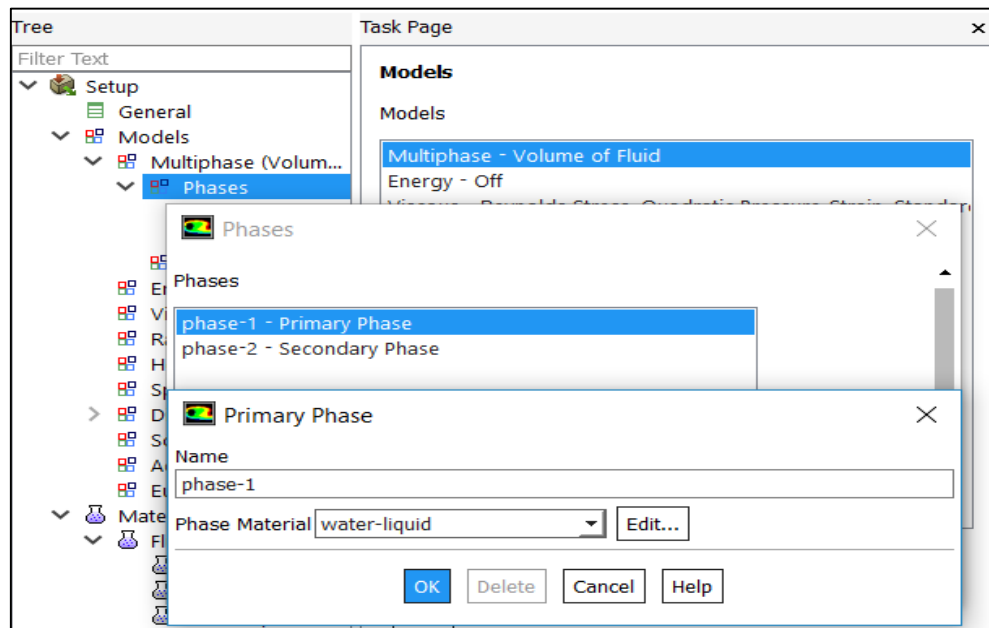 Tree
Task Page
Filter Text
Setup
General
Models
Multiphase (Volum...
Phases
Models
Models
Multiphase - Volume of Fluid
Energy - Off
Phases
Phases
phase-1 - Primary Phase
phase-2 - Secondary Phase
Primary Phase
Name
phase-1
Phase Material water-liquid Edit...
OK Delete Cancel Help